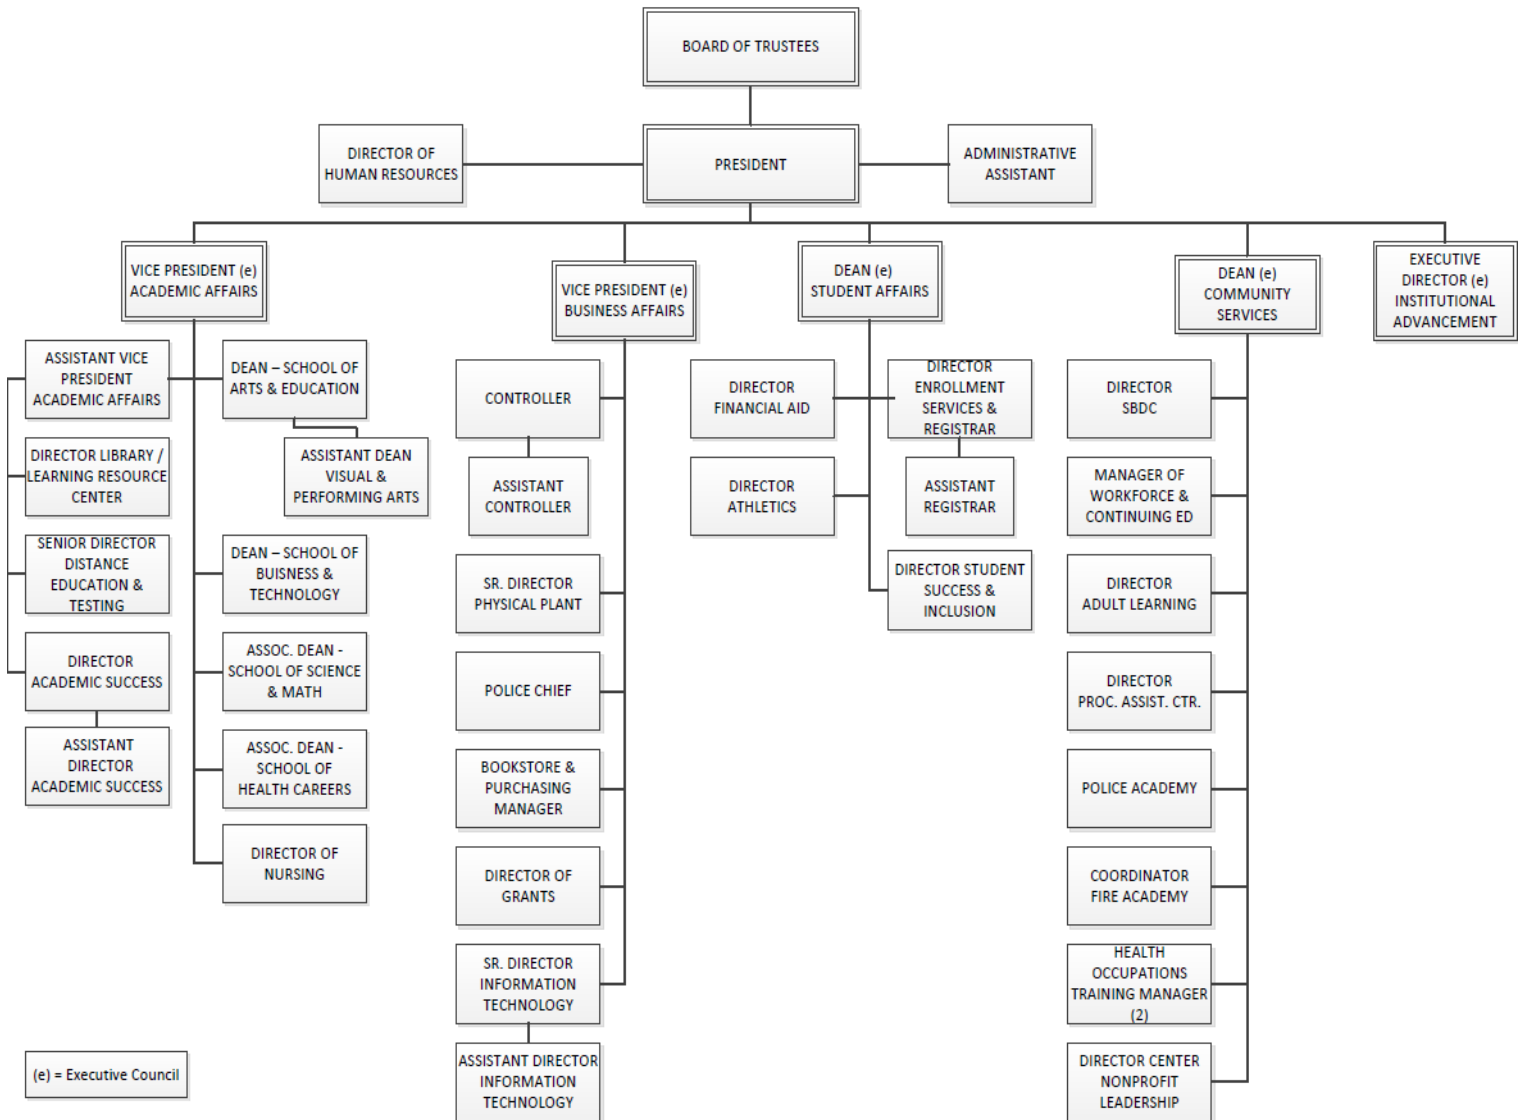 BOARD OF TRUSTEES
DIRECTOR OF
HUMAN RESOURCES
PRESIDENT
ADMINISTRATIVE
ASSISTANT
VICE PRESIDENT (e)
ACADEMIC AFFAIRS
VICE PRESIDENT (e)
BUSINESS AFFAIRS
DEAN (e)
STUDENT AFFAIRS
DEAN (e)
COMMUNITY
SERVICES
EXECUTIVE
DIRECTOR (e)
INSTITUTIONAL
ADVANCEMENT
ASSISTANT VICE
PRESIDENT
ACADEMIC AFFAIRS
DIRECTOR LIBRARY /
LEARNING RESOURCE
CENTER
SENIOR DIRECTOR
DISTANCE
EDUCATION &
TESTING
DIRECTOR
ACADEMIC SUCCESS
ASSISTANT
DIRECTOR
ACADEMIC SUCCESS
DEAN – SCHOOL OF
ARTS & EDUCATION
ASSISTANT DEAN
VISUAL &
PERFORMING ARTS
DEAN – SCHOOL OF
BUISNESS &
TECHNOLOGY
ASSOC. DEAN -
SCHOOL OF SCIENCE
& MATH
ASSOC. DEAN -
SCHOOL OF
HEALTH CAREERS
DIRECTOR OF
NURSING
CONTROLLER
ASSISTANT
CONTROLLER
SR. DIRECTOR
PHYSICAL PLANT
POLICE CHIEF
BOOKSTORE &
PURCHASING
MANAGER
DIRECTOR OF
GRANTS
SR. DIRECTOR
INFORMATION
TECHNOLOGY
ASSISTANT DIRECTOR
INFORMATION
TECHNOLOGY
DIRECTOR
FINANCIAL AID
DIRECTOR
ATHLETICS
DIRECTOR
ENROLLMENT
SERVICES &
REGISTRAR
ASSISTANT
REGISTRAR
DIRECTOR STUDENT
SUCCESS &
INCLUSION
DIRECTOR
SBDC
MANAGER OF
WORKFORCE &
CONTINUING ED
DIRECTOR
ADULT LEARNING
DIRECTOR
PROC. ASSIST. CTR.
POLICE ACADEMY
COORDINATOR
FIRE ACADEMY
HEALTH
OCCUPATIONS
TRAINING MANAGER
(2)
DIRECTOR CENTER
NONPROFIT
LEADERSHIP
(e) = Executive Council